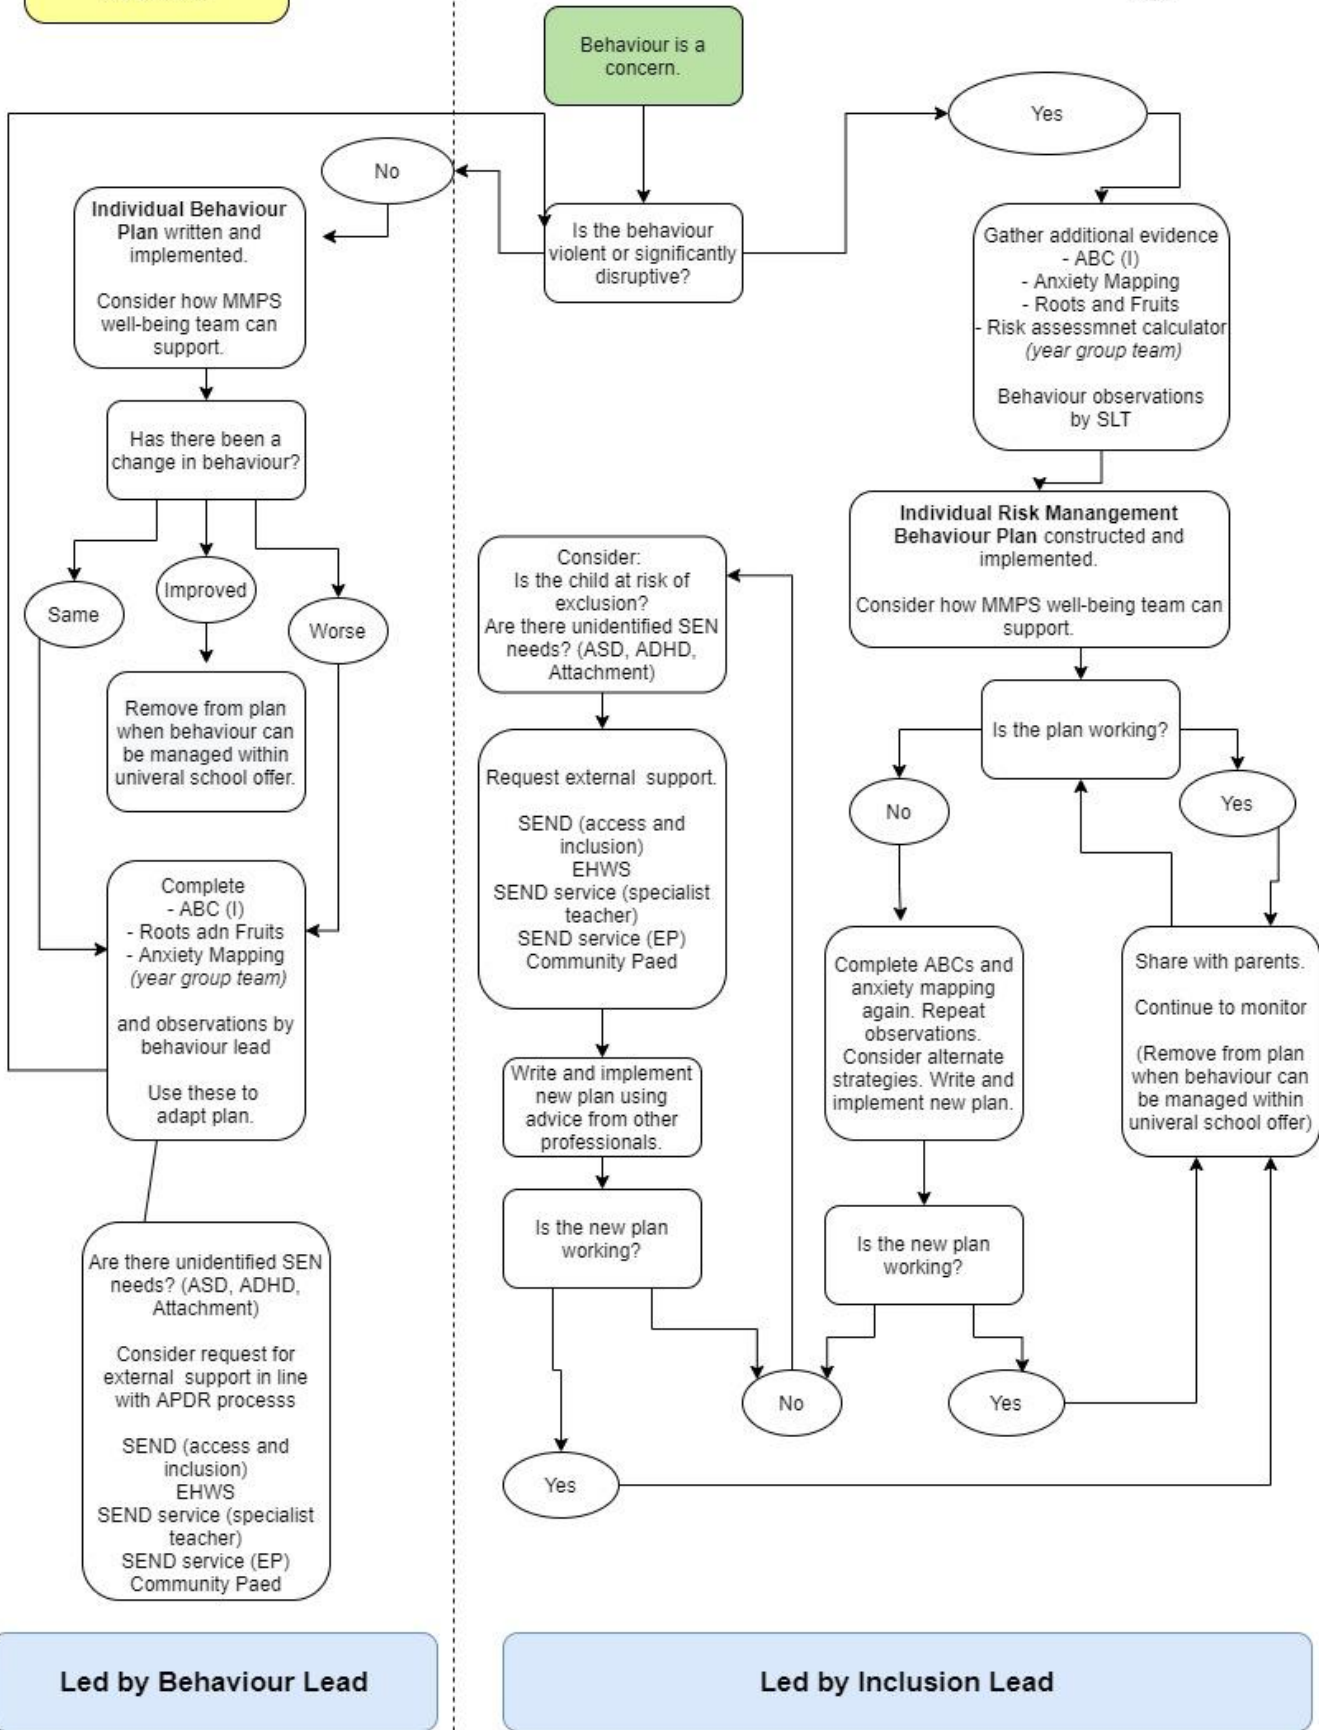 Behaviour is a
concern.
Yes
No
Is the behaviour
violent or significantly
disruptive?
Individual Behaviour
Plan written and
implemented.
Consider how MMPS
well-being team can
support.
Gather additional evidence
- ABC (I)
- Anxiety Mapping
- Roots and Fruits
- Risk assessmnet calculator
(year group team)
Behaviour observations
by SLT
Has there been a
change in behaviour?
Individual Risk Manangement
Behaviour Plan constructed and
implemented.
Consider how MMPS well-being team can
support.
Same
Improved
Worse
Consider:
Is the child at risk of
exclusion?
Are there unidentified SEN
needs? (ASD, ADHD,
Attachment)
Remove from plan
when behaviour can
be managed within
univeral school offer.
Is the plan working?
No
Yes
Request external support.
SEND (access and
inclusion)
EHWS
SEND service (specialist
teacher)
SEND service (EP)
Community Paed
Complete
- ABC (I)
- Roots adn Fruits
- Anxiety Mapping
(year group team)
and observations by
behaviour lead
Use these to
adapt plan.
Complete ABCs and
anxiety mapping
again. Repeat
observations.
Consider alternate
strategies. Write and
implement new plan.
Share with parents.
Continue to monitor
(Remove from plan
when behaviour can
be managed within
univeral school offer)
Write and implement
new plan using
advice from other
professionals.
Is the new plan
working?
Is the new plan
working?
Are there unidentified SEN
needs? (ASD, ADHD,
Attachment)
Consider request for
external support in line
with APDR processs
SEND (access and
inclusion)
EHWS
SEND service (specialist
teacher)
SEND service (EP)
Community Paed
No
Yes
Yes
Led by Behaviour Lead
Led by Inclusion Lead